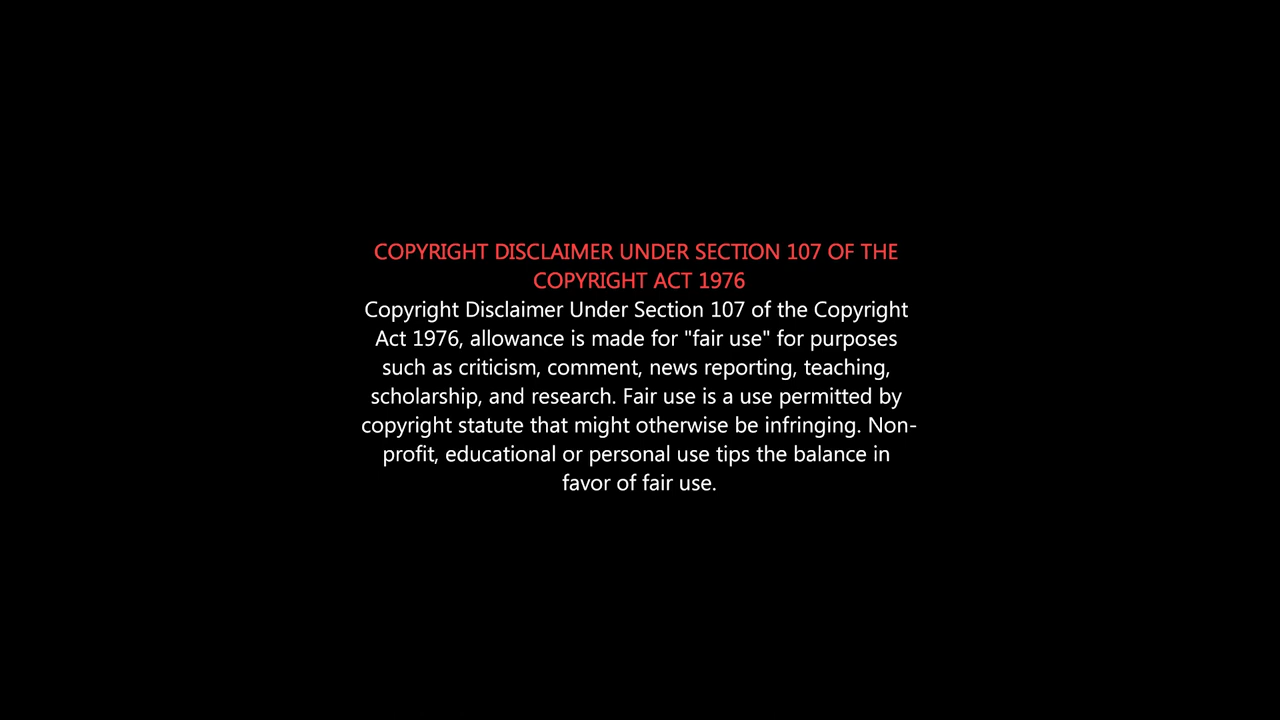 COPYRIGHT DISCLAIMER UNDER SECTION 107 OF THE
COPYRIGHT ACT 1976
Copyright Disclaimer Under Section 107 of the Copyright
Act 1976, allowance is made for "fair use" for purposes
such as criticism, comment, news reporting, teaching,
scholarship, and research. Fair use is a use permitted by
copyright statute that might otherwise be infringing. Non-
profit, educational or personal use tips the balance in
favor of fair use.